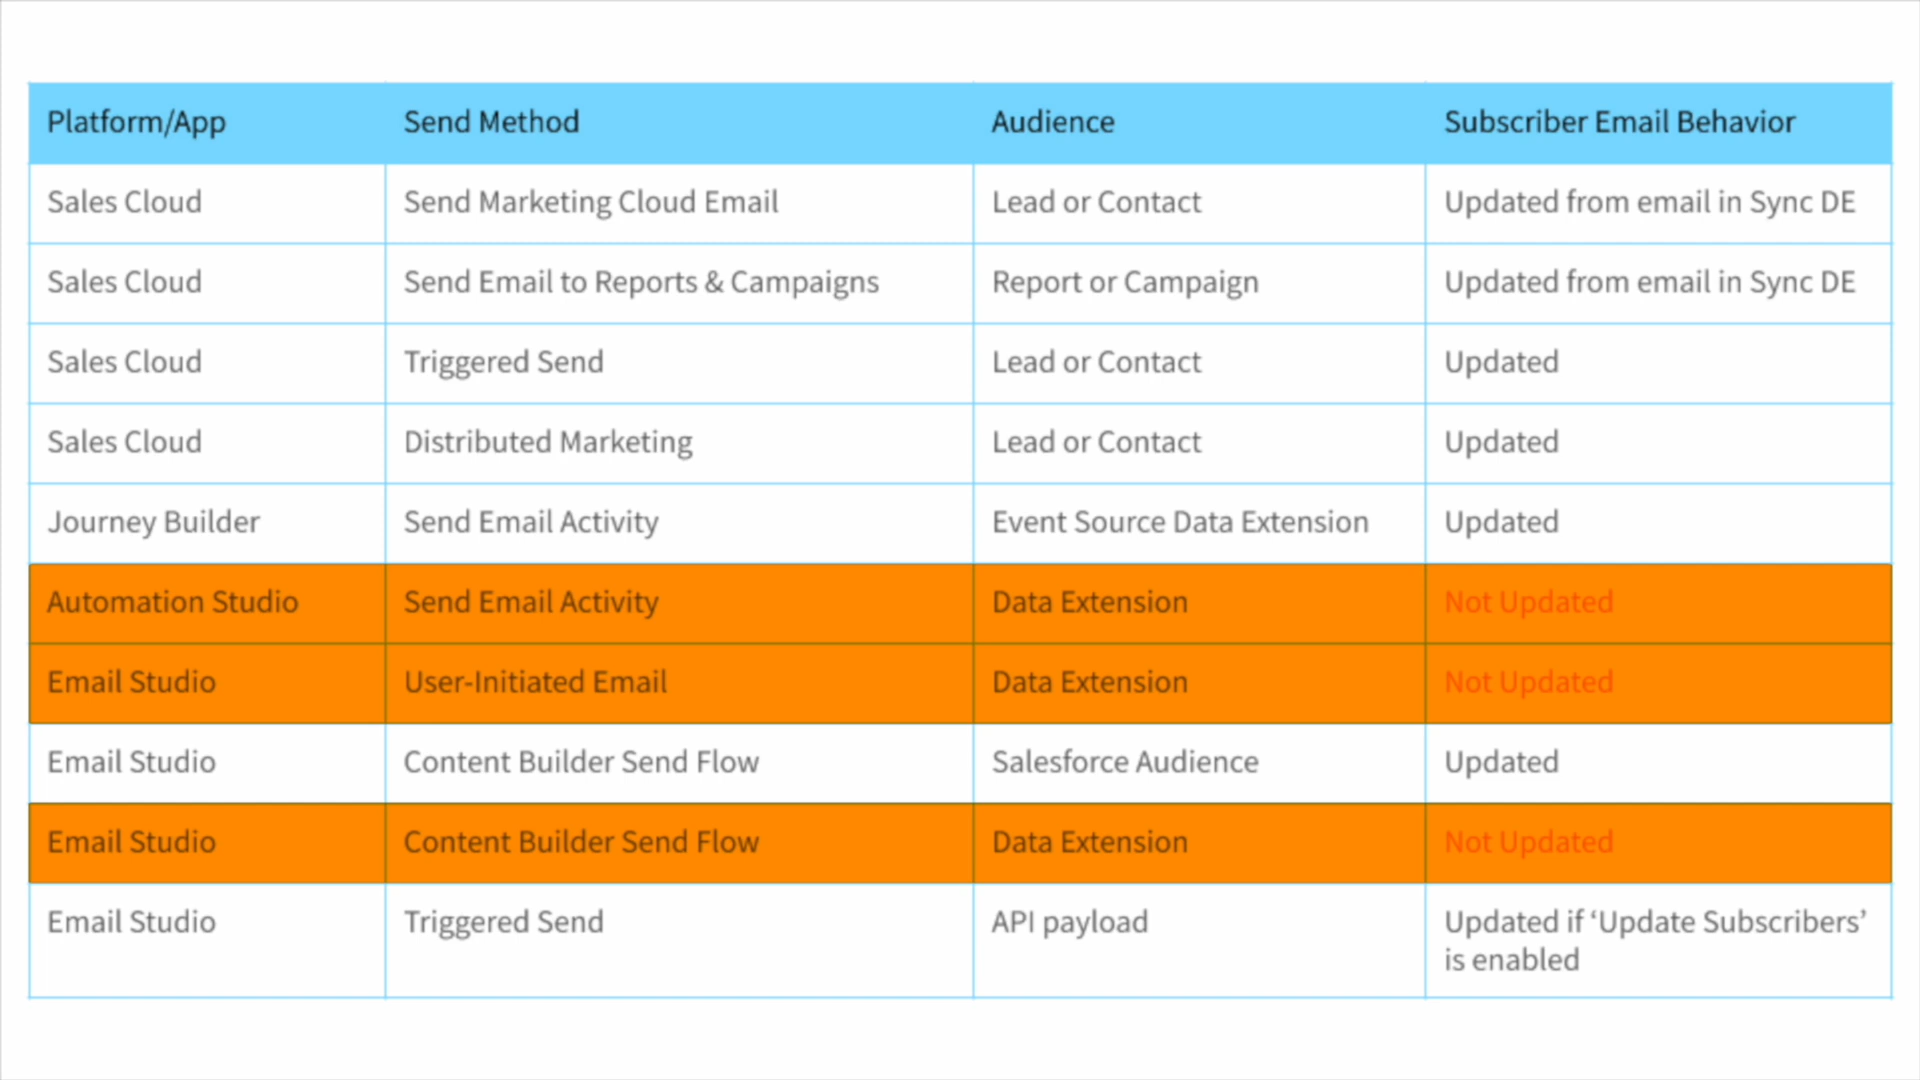 Platform/App Send Method Audience Subscriber Email Behavior
Sales Cloud Send Marketing Cloud Email Lead or Contact Updated from email in Sync DE
Sales Cloud Send Email to Reports & Campaigns Report or Campaign Updated from email in Sync DE
Sales Cloud Triggered Send Lead or Contact Updated
Sales Cloud Distributed Marketing Lead or Contact Updated
Journey Builder Send Email Activity Event Source Data Extension Updated
Automation Studio Send Email Activity Data Extension Not Updated
Email Studio User-Initiated Email Data Extension Not Updated
Email Studio Content Builder Send Flow Salesforce Audience Updated
Email Studio Content Builder Send Flow Data Extension Not Updated
Email Studio Triggered Send API payload Updated if ‘Update Subscribers’
is enabled